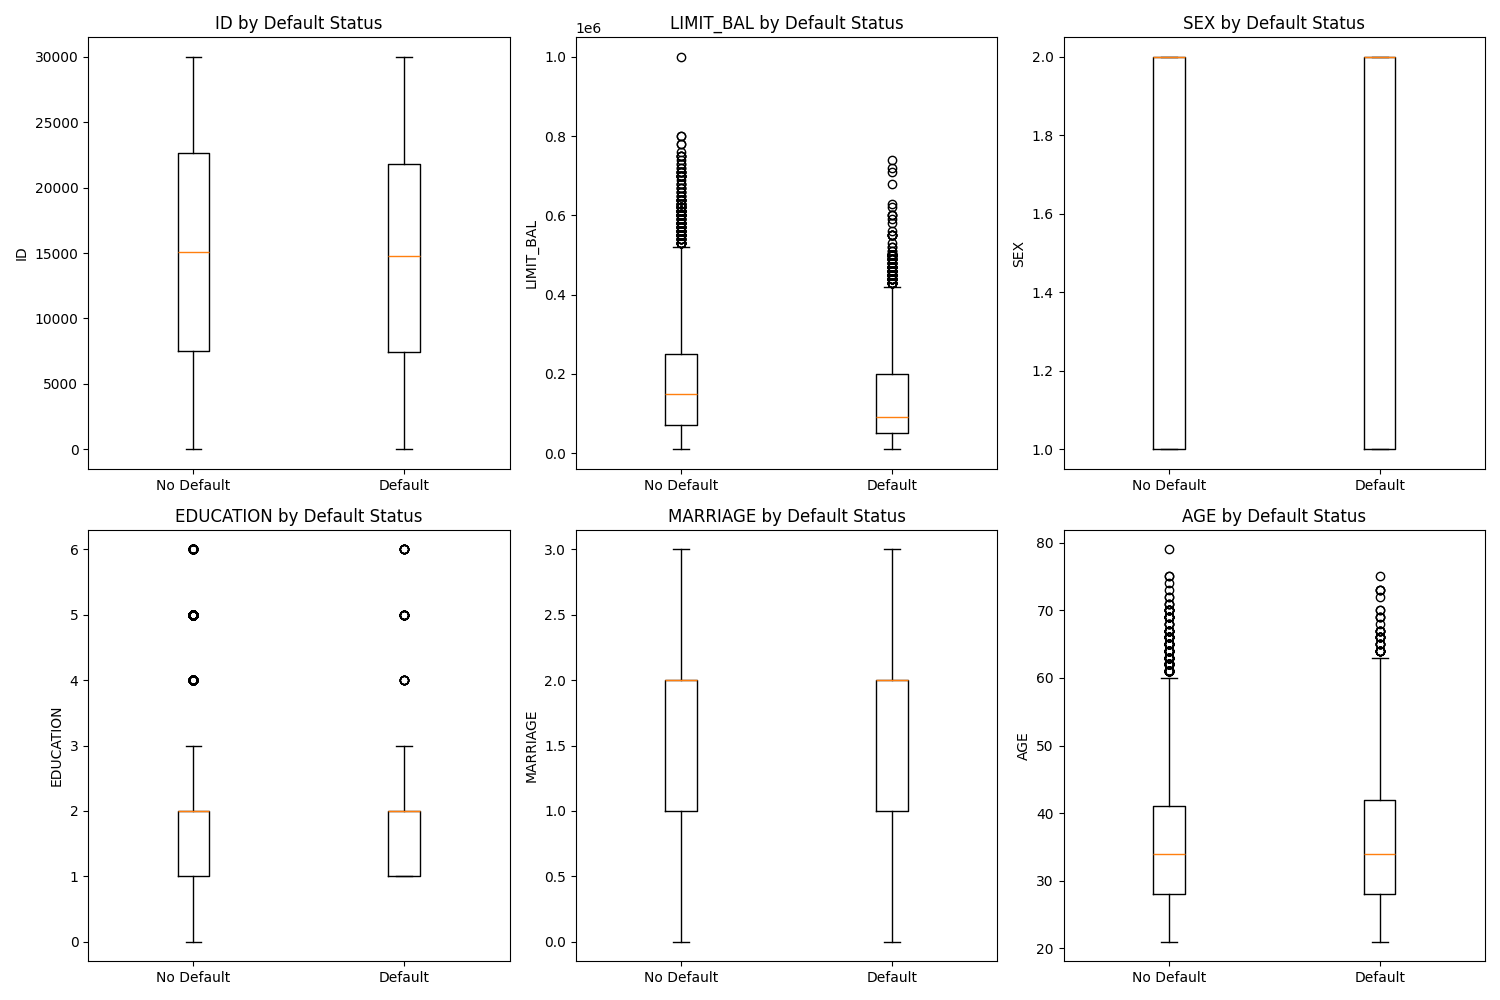 ID by Default Status
30000
25000
20000
15000
10000
5000
0
ID
No Default
Default
LIMIT_BAL by Default Status
1e6
1.0
0.8
0.6
0.4
0.2
0.0
LIMIT_BAL
No Default
Default
SEX by Default Status
2.0
1.8
1.6
1.4
1.2
1.0
SEX
No Default
Default
EDUCATION by Default Status
6
5
4
3
2
1
0
EDUCATION
No Default
Default
MARRIAGE by Default Status
3.0
2.5
2.0
1.5
1.0
0.5
0.0
MARRIAGE
No Default
Default
AGE by Default Status
80
70
60
50
40
30
20
AGE
No Default
Default